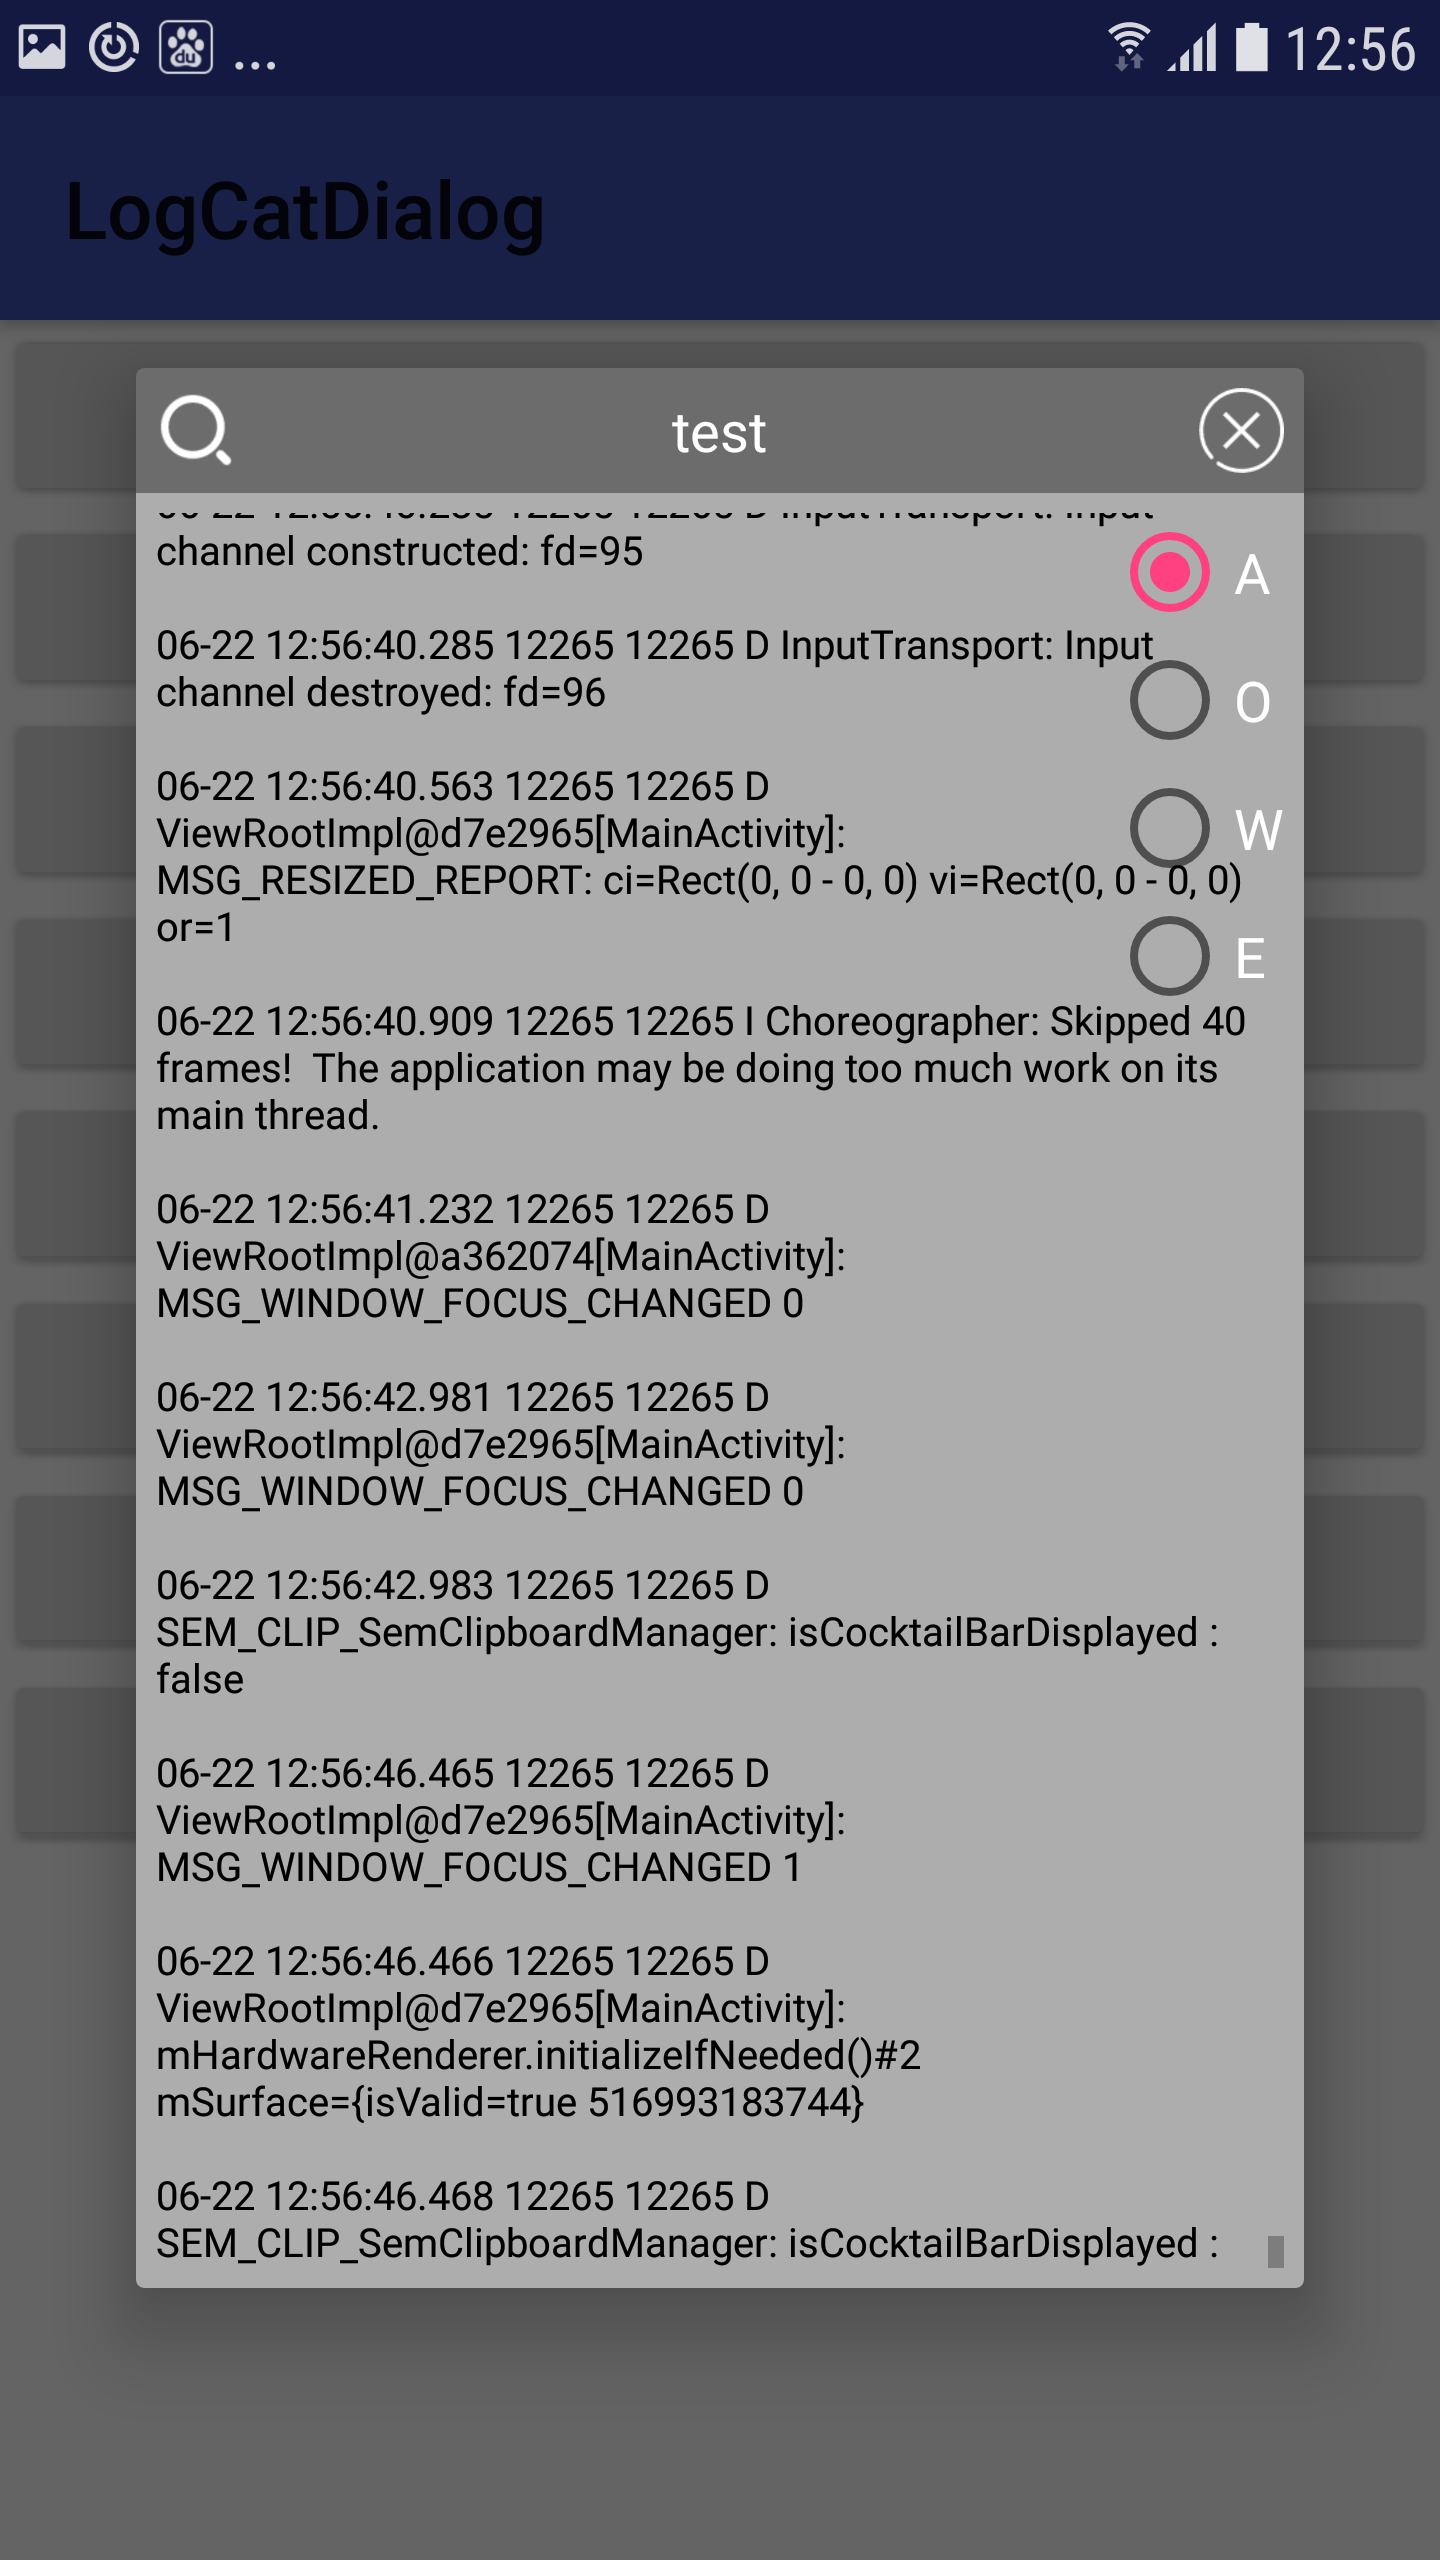 12:56
LogCatDialog
test
channel constructed: fd=95
A
06-22 12:56:40.285 12265 12265 D InputTransport: Input
channel destroyed: fd=96
O
06-22 12:56:40.563 12265 12265 D
ViewRootImpl@d7e2965[MainActivity]:
W
MSG_RESIZED_REPORT: ci=Rect(0, 0 - 0, 0) vi=Rect(0, 0 - 0, 0)
or=1
E
06-22 12:56:40.909 12265 12265 I Choreographer: Skipped 40
frames!  The application may be doing too much work on its
main thread.
06-22 12:56:41.232 12265 12265 D
ViewRootImpl@a362074[MainActivity]:
MSG_WINDOW_FOCUS_CHANGED 0
06-22 12:56:42.981 12265 12265 D
ViewRootImpl@d7e2965[MainActivity]:
MSG_WINDOW_FOCUS_CHANGED 0
06-22 12:56:42.983 12265 12265 D
SEM_CLIP_SemClipboardManager: isCocktailBarDisplayed :
false
06-22 12:56:46.465 12265 12265 D
ViewRootImpl@d7e2965[MainActivity]:
MSG_WINDOW_FOCUS_CHANGED 1
06-22 12:56:46.466 12265 12265 D
ViewRootImpl@d7e2965[MainActivity]:
mHardwareRenderer.initializeIfNeeded()#2
mSurface={isValid=true 516993183744}
06-22 12:56:46.468 12265 12265 D
SEM_CLIP_SemClipboardManager: isCocktailBarDisplayed :